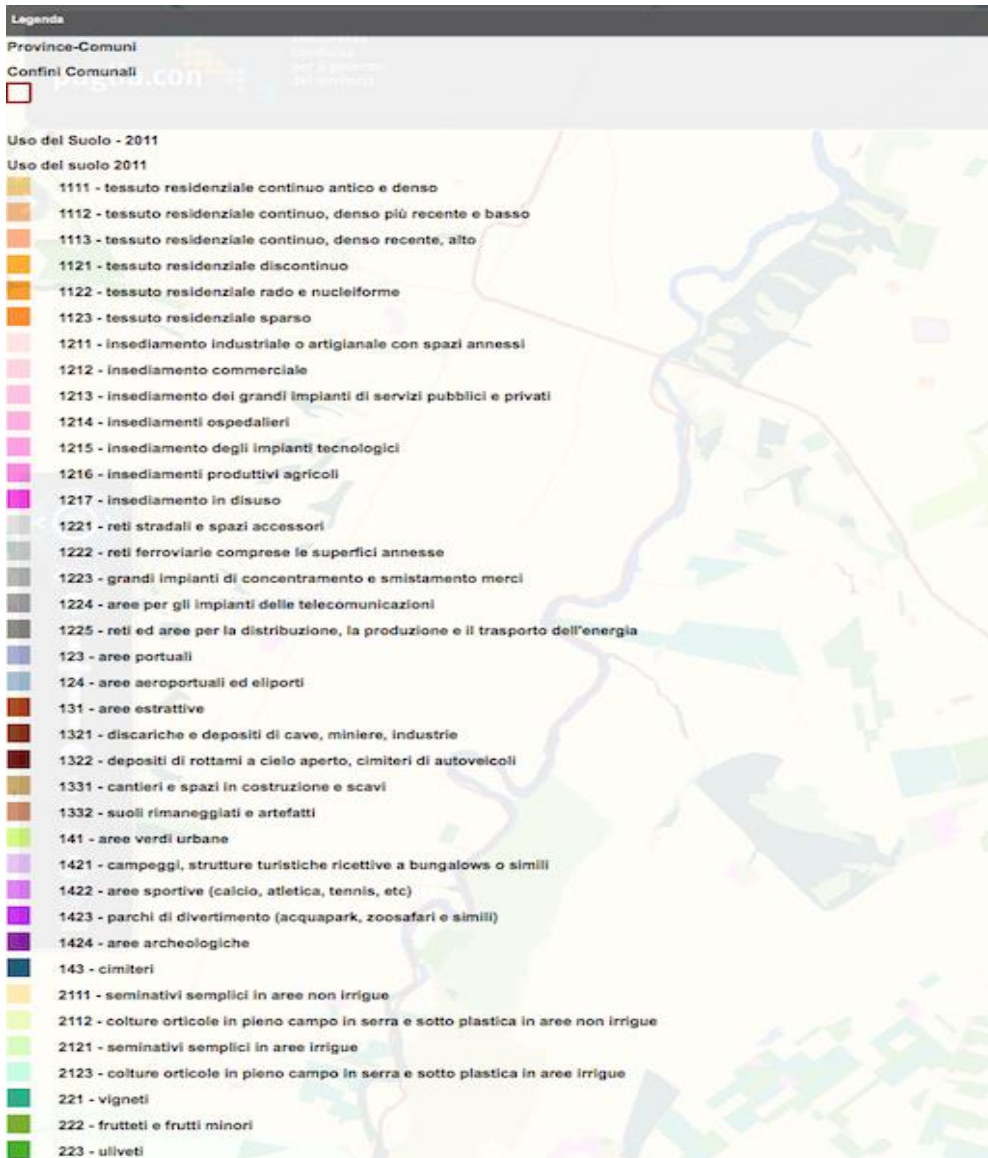 Legenda
Province-Comuni
Confini Comunali
puglia.con
Uso del Suolo - 2011
Uso del suolo 2011
1111 - tessuto residenziale continuo antico e denso
1112 - tessuto residenziale continuo, denso più recente e basso
1113 - tessuto residenziale continuo, denso recente, alto
1121 - tessuto residenziale discontinuo
1122 - tessuto residenziale rado e nucleiforme
1123 - tessuto residenziale sparso
1211 - insediamento industriale o artigianale con spazi annessi
1212 - insediamento commerciale
1213 - insediamento dei grandi impianti di servizi pubblici e privati
1214 - insediamenti ospedalieri
1215 - insediamento degli impianti tecnologici
1216 - insediamenti produttivi agricoli
1217 - insediamento in disuso
1221 - reti stradali e spazi accessori
1222 - reti ferroviarie comprese le superfici annesse
1223 - grandi impianti di concentramento e smistamento merci
1224 - aree per gli impianti delle telecomunicazioni
1225 - reti ed aree per la distribuzione, la produzione e il trasporto dell'energia
123 - aree portuali
124 - aree aeroportuali ed eliporti
131 - aree estrattive
1321 - discariche e depositi di cave, miniere, industrie
1322 - depositi di rottami a cielo aperto, cimiteri di autoveicoli
1331 - cantieri e spazi in costruzione e scavi
1332 - suoli rimaneggiati e artefatti
141 - aree verdi urbane
1421 - campeggi, strutture turistiche ricettive a bungalows o simili
1422 - aree sportive (calcio, atletica, tennis, etc)
1423 - parchi di divertimento (acquapark, zoosafari e simili)
1424 - aree archeologiche
143 - cimiteri
2111 - seminativi semplici in aree non irrigue
2112 - colture orticole in pieno campo in serra e sotto plastica in aree non irrigue
2121 - seminativi semplici in aree irrigue
2123 - colture orticole in pieno campo in serra e sotto plastica in aree irrigue
221 - vigneti
222 - frutteti e frutti minori
223 - uliveti